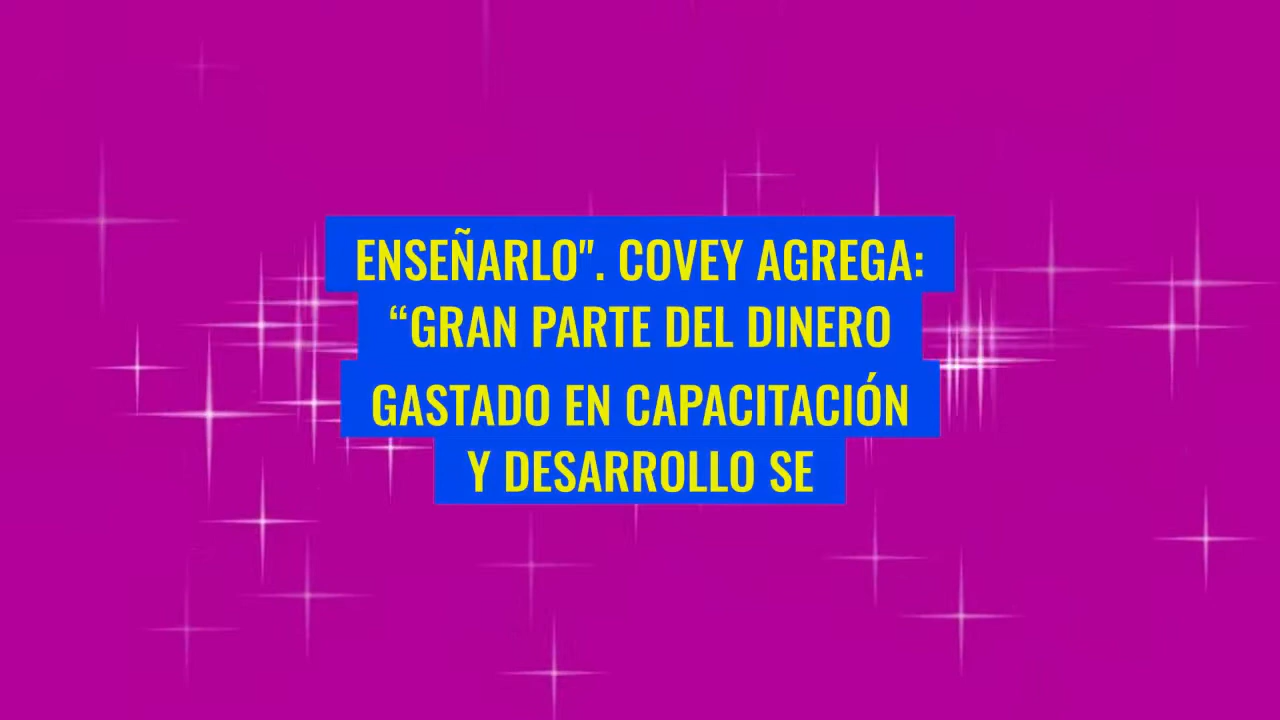 ENSEÑARLO". COVEY AGREGA:
“GRAN PARTE DEL DINERO
GASTADO EN CAPACITACIÓN
Y DESARROLLO SE